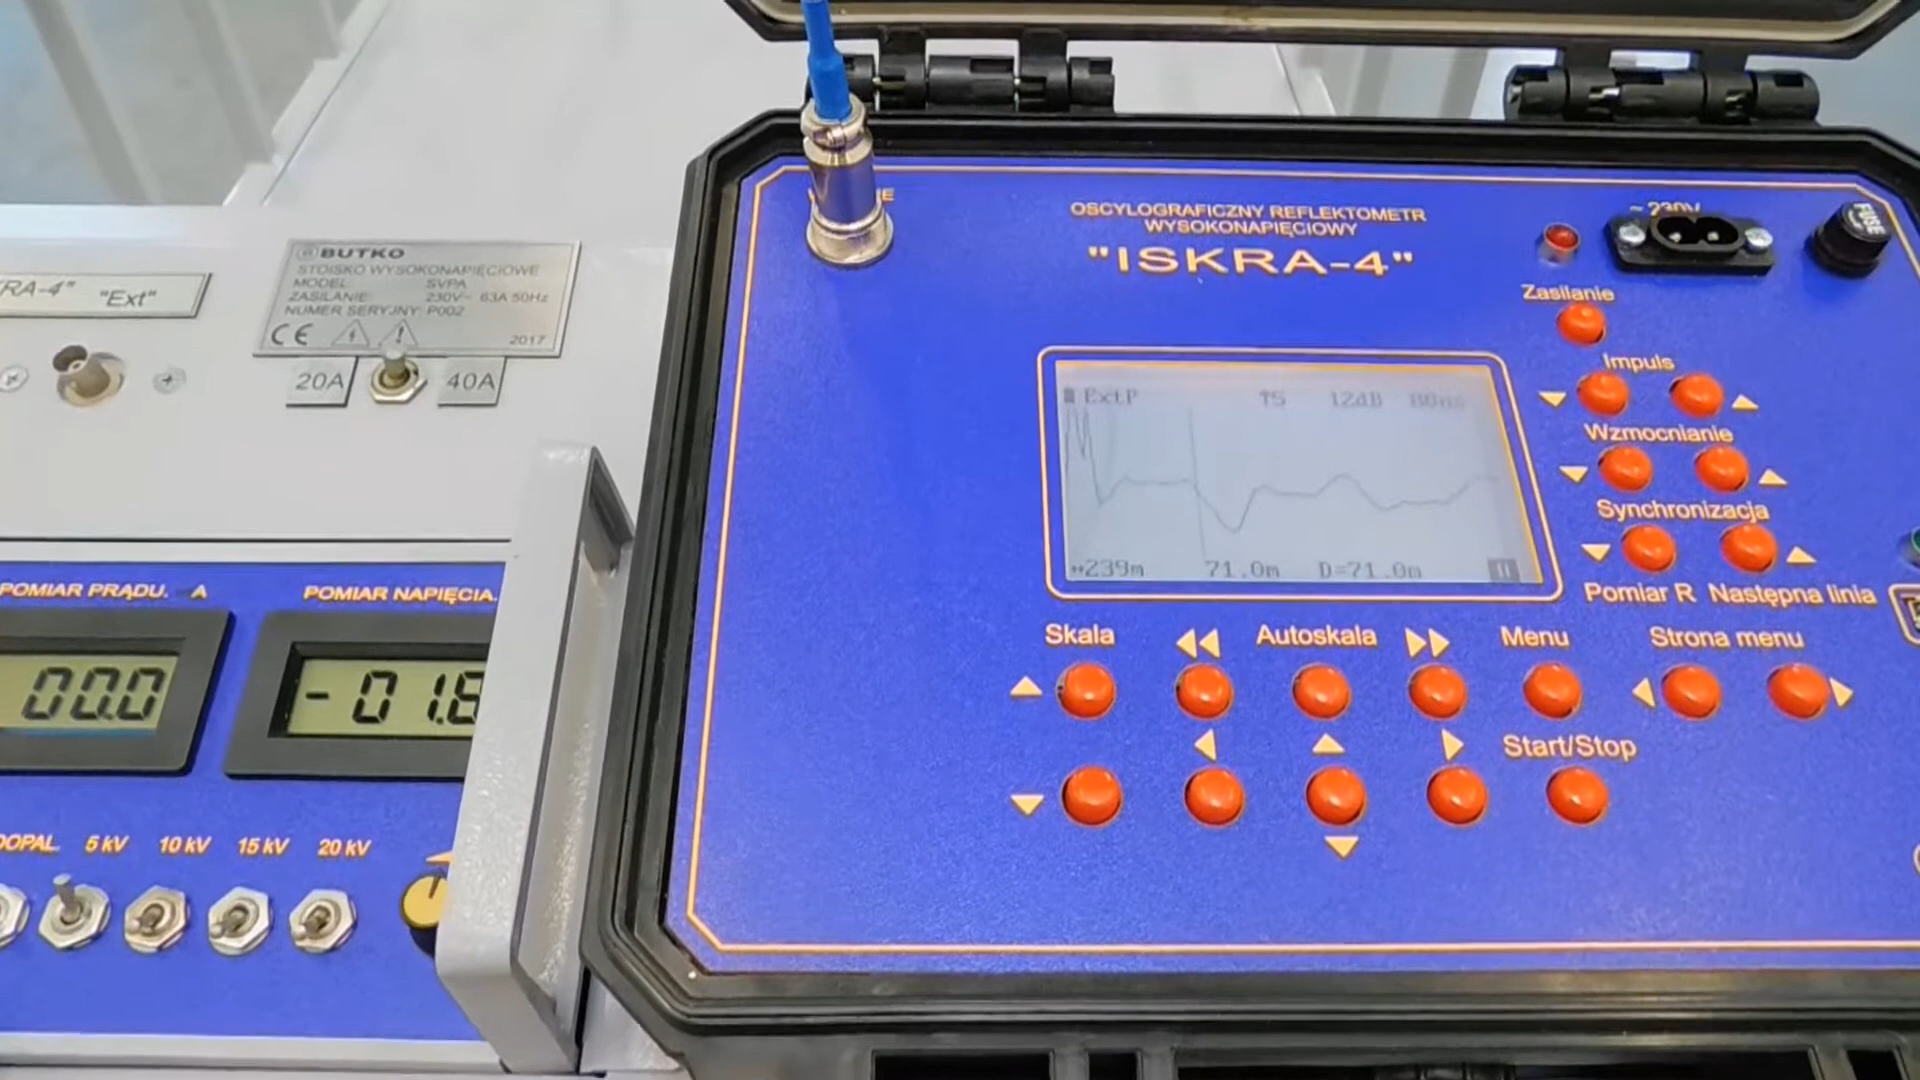 RA-4" "Ext"
® BUTKO
STOISKO WYSOKONAPIĘCIOWE
MODEL: SVPA
ZASILANIE: 230V~ 63A 50Hz
NUMER SERYJNY: P002
CE
2017
20A
40A
POMIAR PRĄDU. A
POMIAR NAPIĘCIA.
00.0
-01.
DOPAL.
5 kV
10 kV
15 kV
20 kV
OSCYLOGRAFICZNY REFLEKTOMETR
WYSOKONAPIĘCIOWY
"ISKRA-4"
~ 230V
FUSE
Zasilanie
Impuls
Wzmocnianie
Synchronizacja
Pomiar R Następna linia
ExtP 12dB 80ns
239m 71.0m D=71.0m
Skala
Autoskala
Menu
Strona menu
Start/Stop